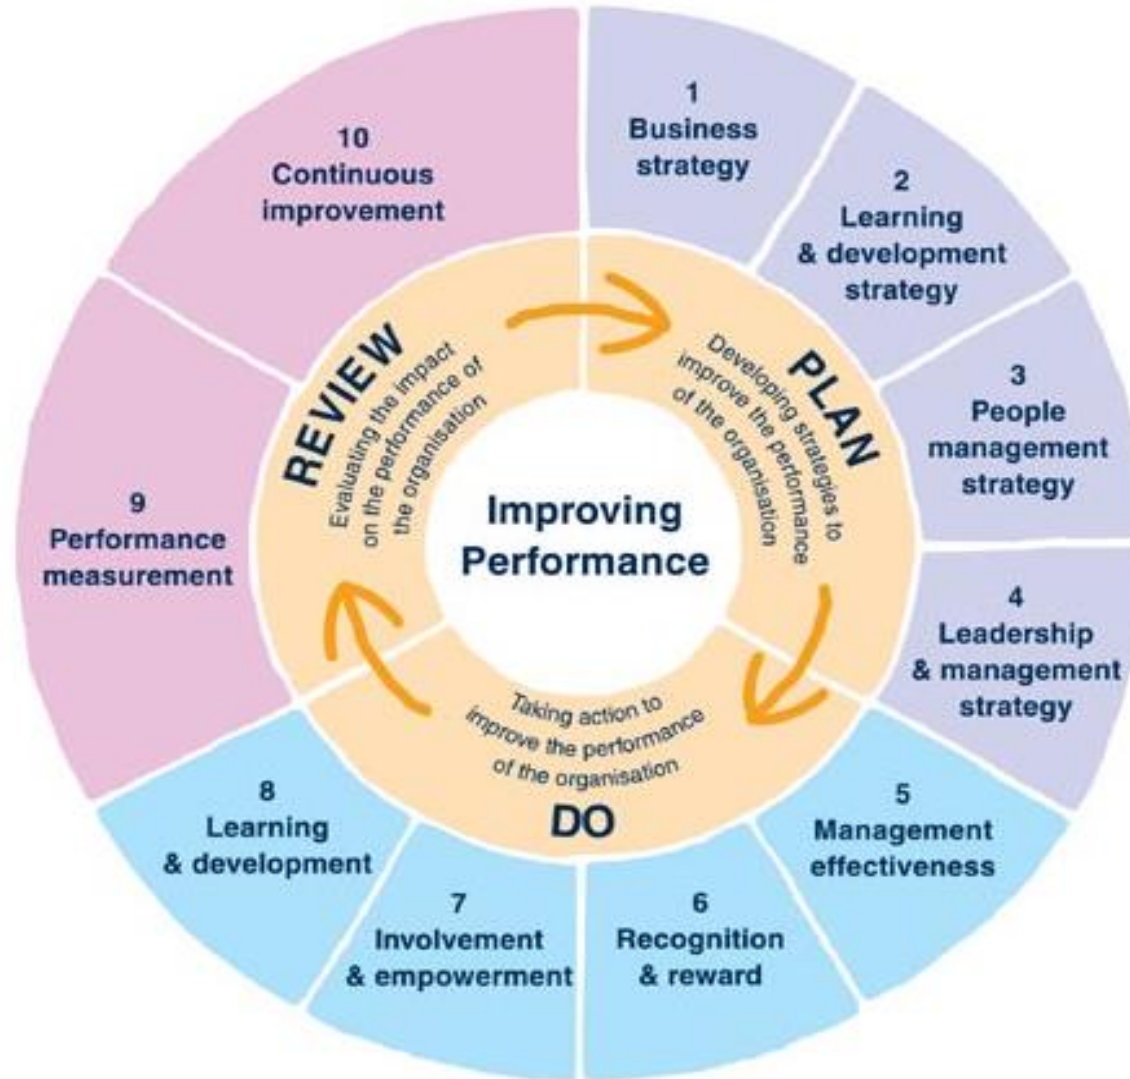 1
Business
strategy
2
Learning
& development
strategy
3
People
management
strategy
4
Leadership
& management
strategy
5
Management
effectiveness
6
Recognition
& reward
7
Involvement
& empowerment
8
Learning
& development
9
Performance
measurement
10
Continuous
improvement
PLAN
Developing strategies to
improve the performance
of the organisation
DO
Taking action to
improve the performance
of the organisation
REVIEW
Evaluating the impact
on the performance of
the organisation
Improving
Performance